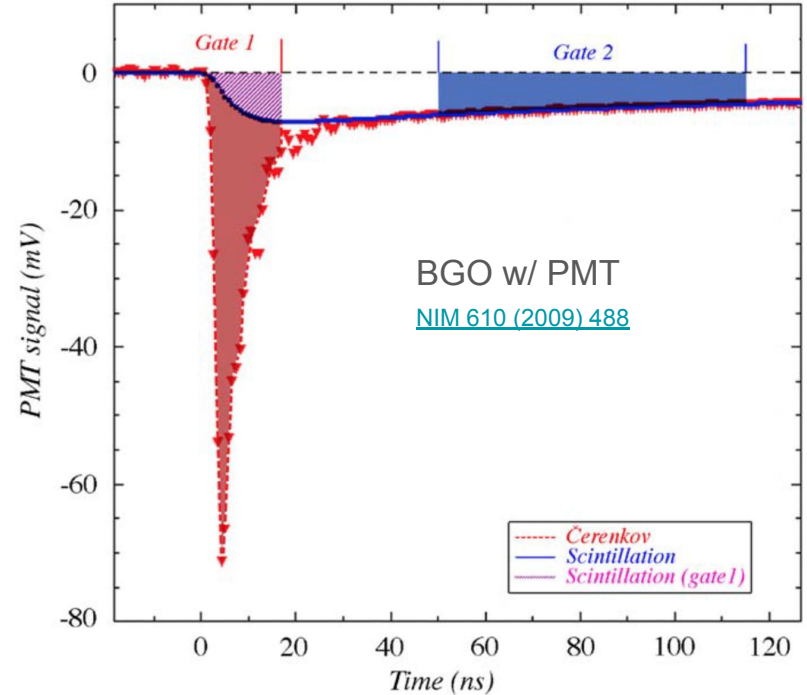 Gate 1
Gate 2
0
-20
-40
-60
-80
PMT signal (mV)
BGO w/ PMT
NIM 610 (2009) 488
Čerenkov
Scintillation
Scintillation (gate1)
0 20 40 60 80 100 120
Time (ns)